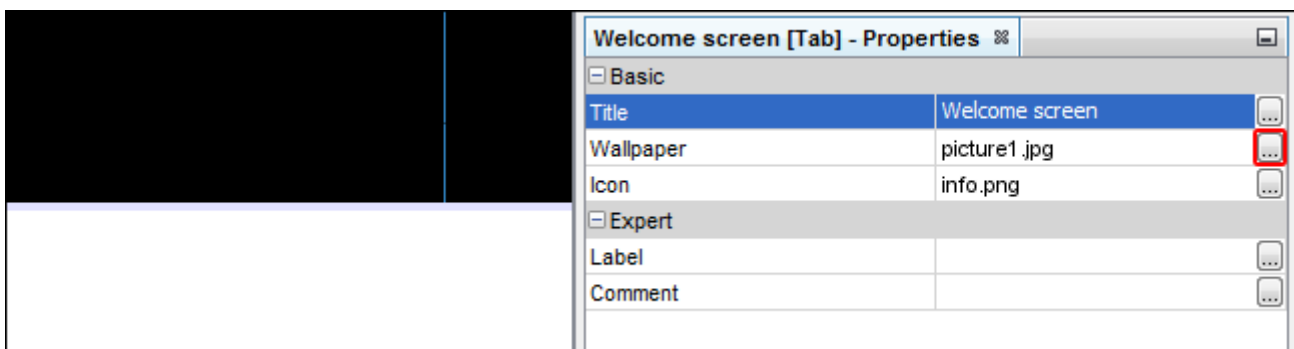 Welcome screen [Tab] - Properties
Basic
Title Welcome screen ...
Wallpaper picture1.jpg ...
Icon info.png ...
Expert
Label ...
Comment ...